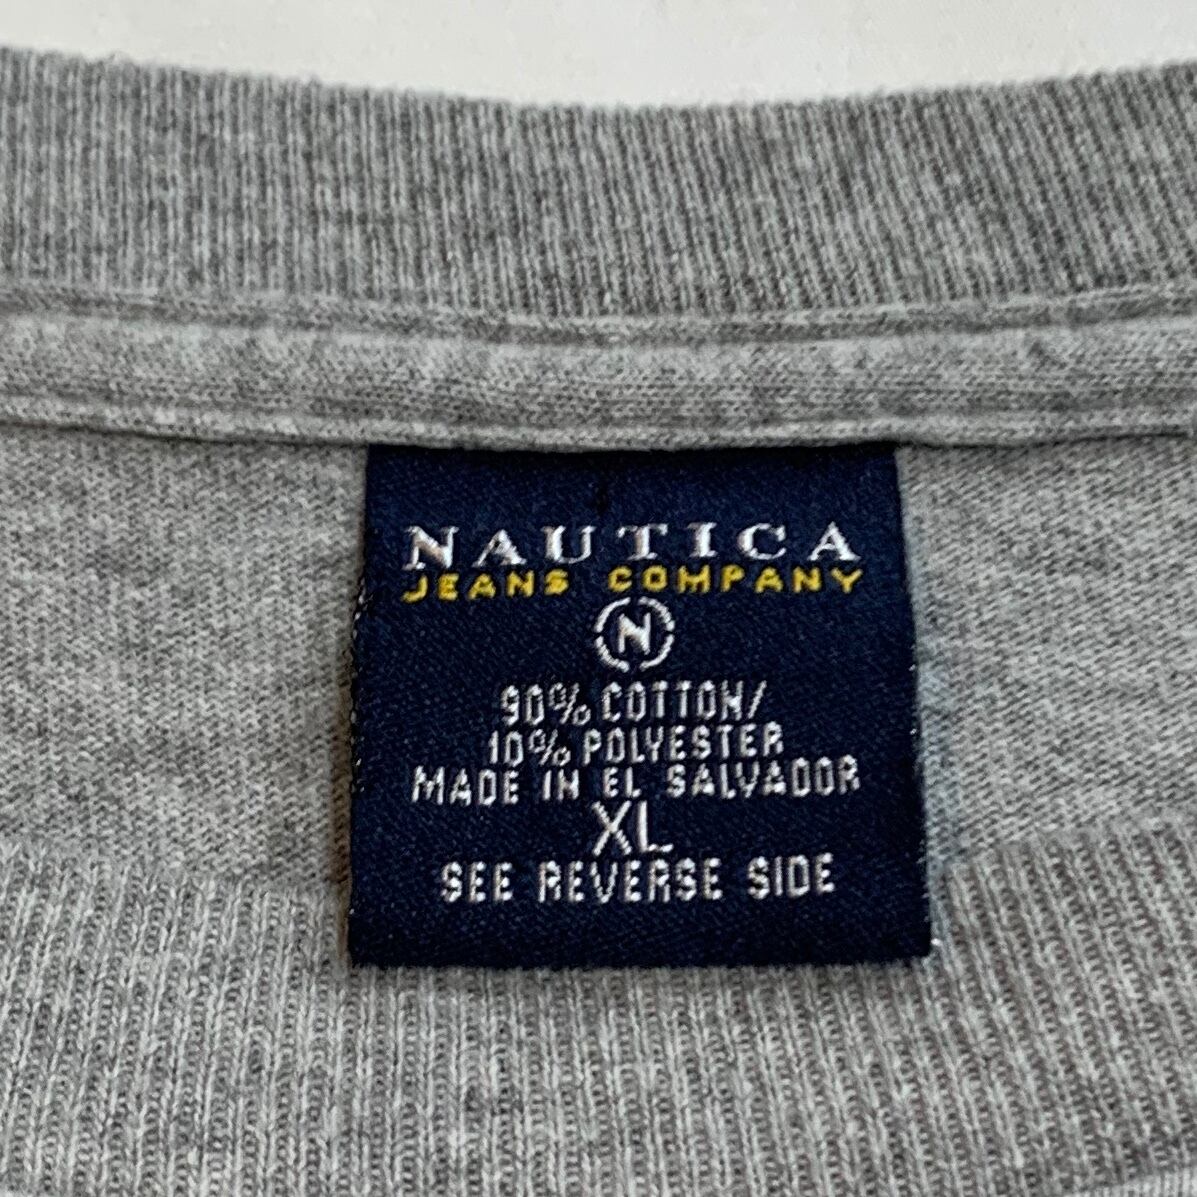 NAUTICA
JEANS COMPANY
N
90% COTTON/
10% POLYESTER
MADE IN EL SALVADOR
XL
SEE REVERSE SIDE